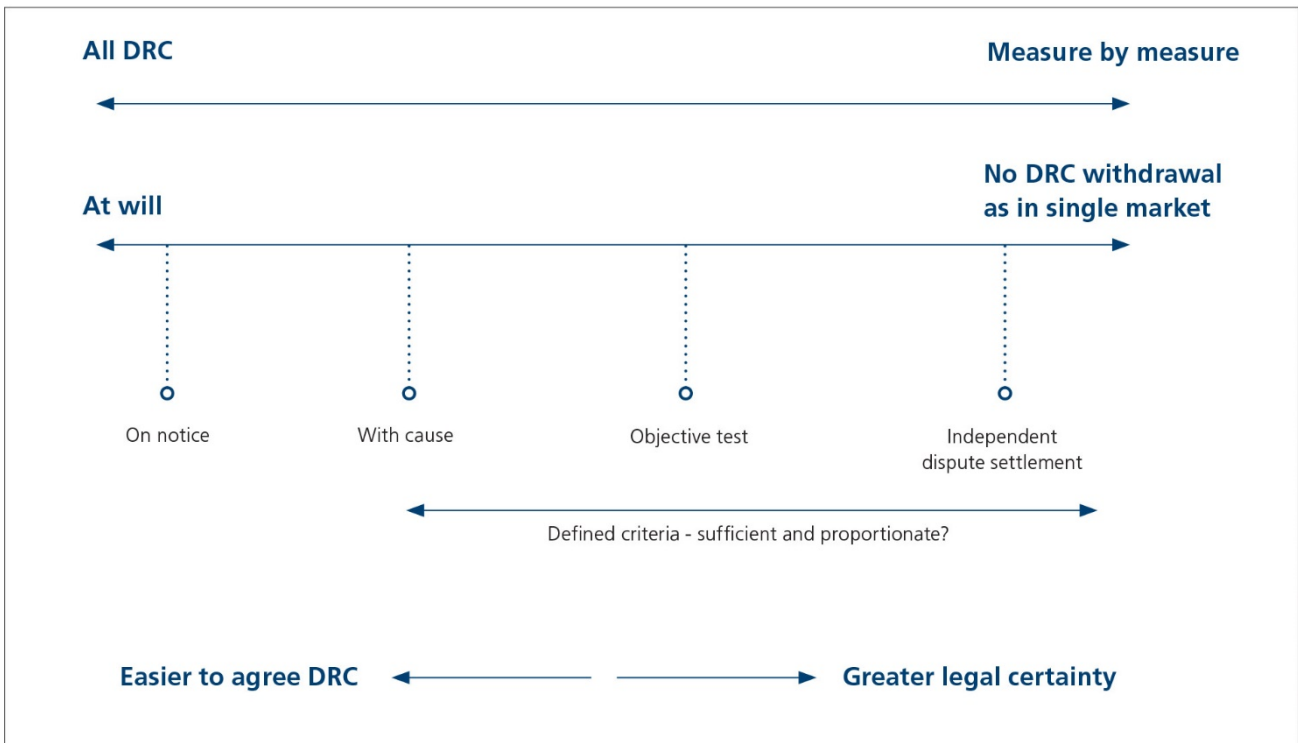 All DRC
Measure by measure
At will
No DRC withdrawal
as in single market
On notice
With cause
Objective test
Independent
dispute settlement
Defined criteria - sufficient and proportionate?
Easier to agree DRC
Greater legal certainty